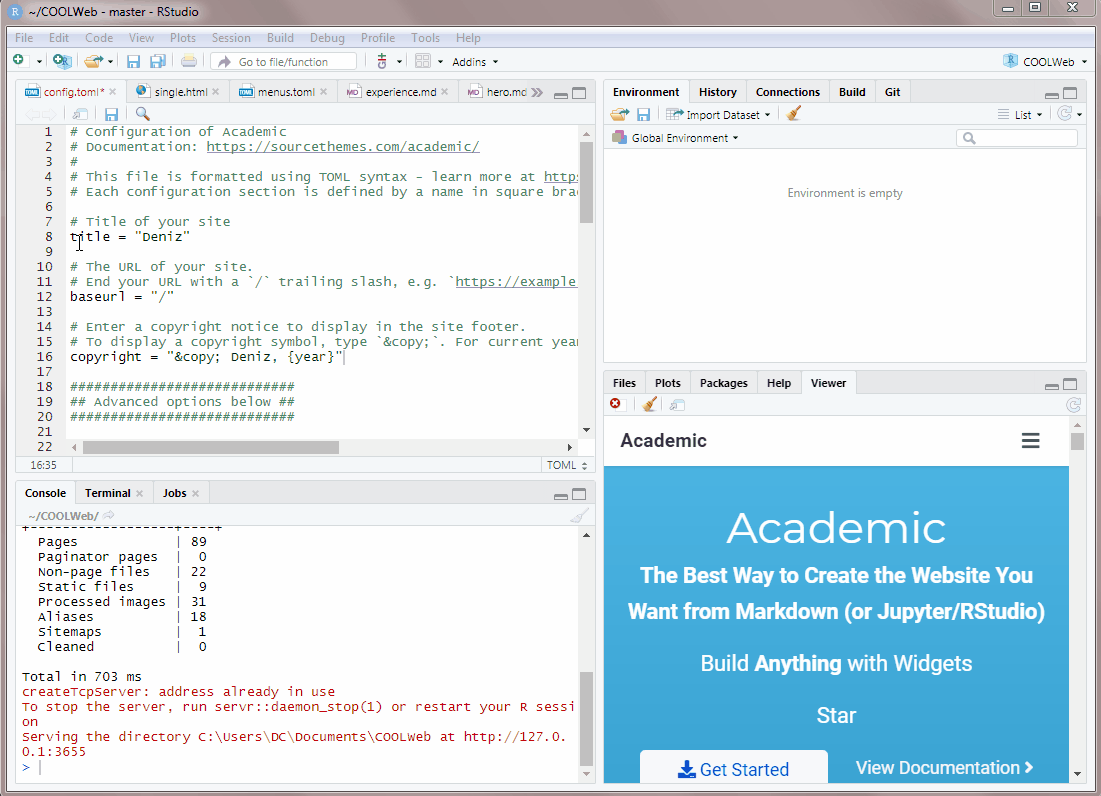 ~/COOLWeb - master - RStudio
File Edit Code View Plots Session Build Debug Profile Tools Help
Go to file/function Addins COOLWeb
config.toml* single.html menus.toml experience.md hero.md
1 # Configuration of Academic
2 # Documentation: https://sourcethemes.com/academic/
3 #
4 # This file is formatted using TOML syntax - learn more at https
5 # Each configuration section is defined by a name in square bra
6
7 # Title of your site
8 title = "Deniz"
9
10 # The URL of your site.
11 # End your URL with a `/` trailing slash, e.g. `https://example
12 baseurl = "/"
13
14 # Enter a copyright notice to display in the site footer.
15 # To display a copyright symbol, type `&copy;`. For current year
16 copyright = "&copy; Deniz, {year}"
17
18 ############################
19 ## Advanced options below ##
20 ############################
21
22
16:35 TOML
Console Terminal Jobs
~/COOLWeb/
+-------------------+----+
Pages | 89
Paginator pages | 0
Non-page files | 22
Static files | 9
Processed images | 31
Aliases | 18
Sitemaps | 1
Cleaned | 0
Total in 703 ms
createTcpServer: address already in use
To stop the server, run servr::daemon_stop(1) or restart your R sessi
on
Serving the directory C:\Users\DC\Documents\COOLWeb at http://127.0.
0.1:3655
>
Environment History Connections Build Git
Import Dataset List
Global Environment
Environment is empty
Files Plots Packages Help Viewer
Academic
Academic
The Best Way to Create the Website You
Want from Markdown (or Jupyter/RStudio)
Build Anything with Widgets
Star
Get Started View Documentation